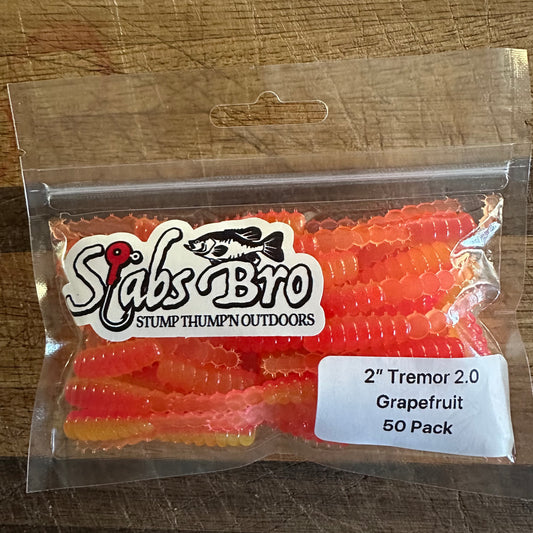 Slabs Bro
STUMP THUMP'N OUTDOORS
2" Tremor 2.0
Grapefruit
50 Pack